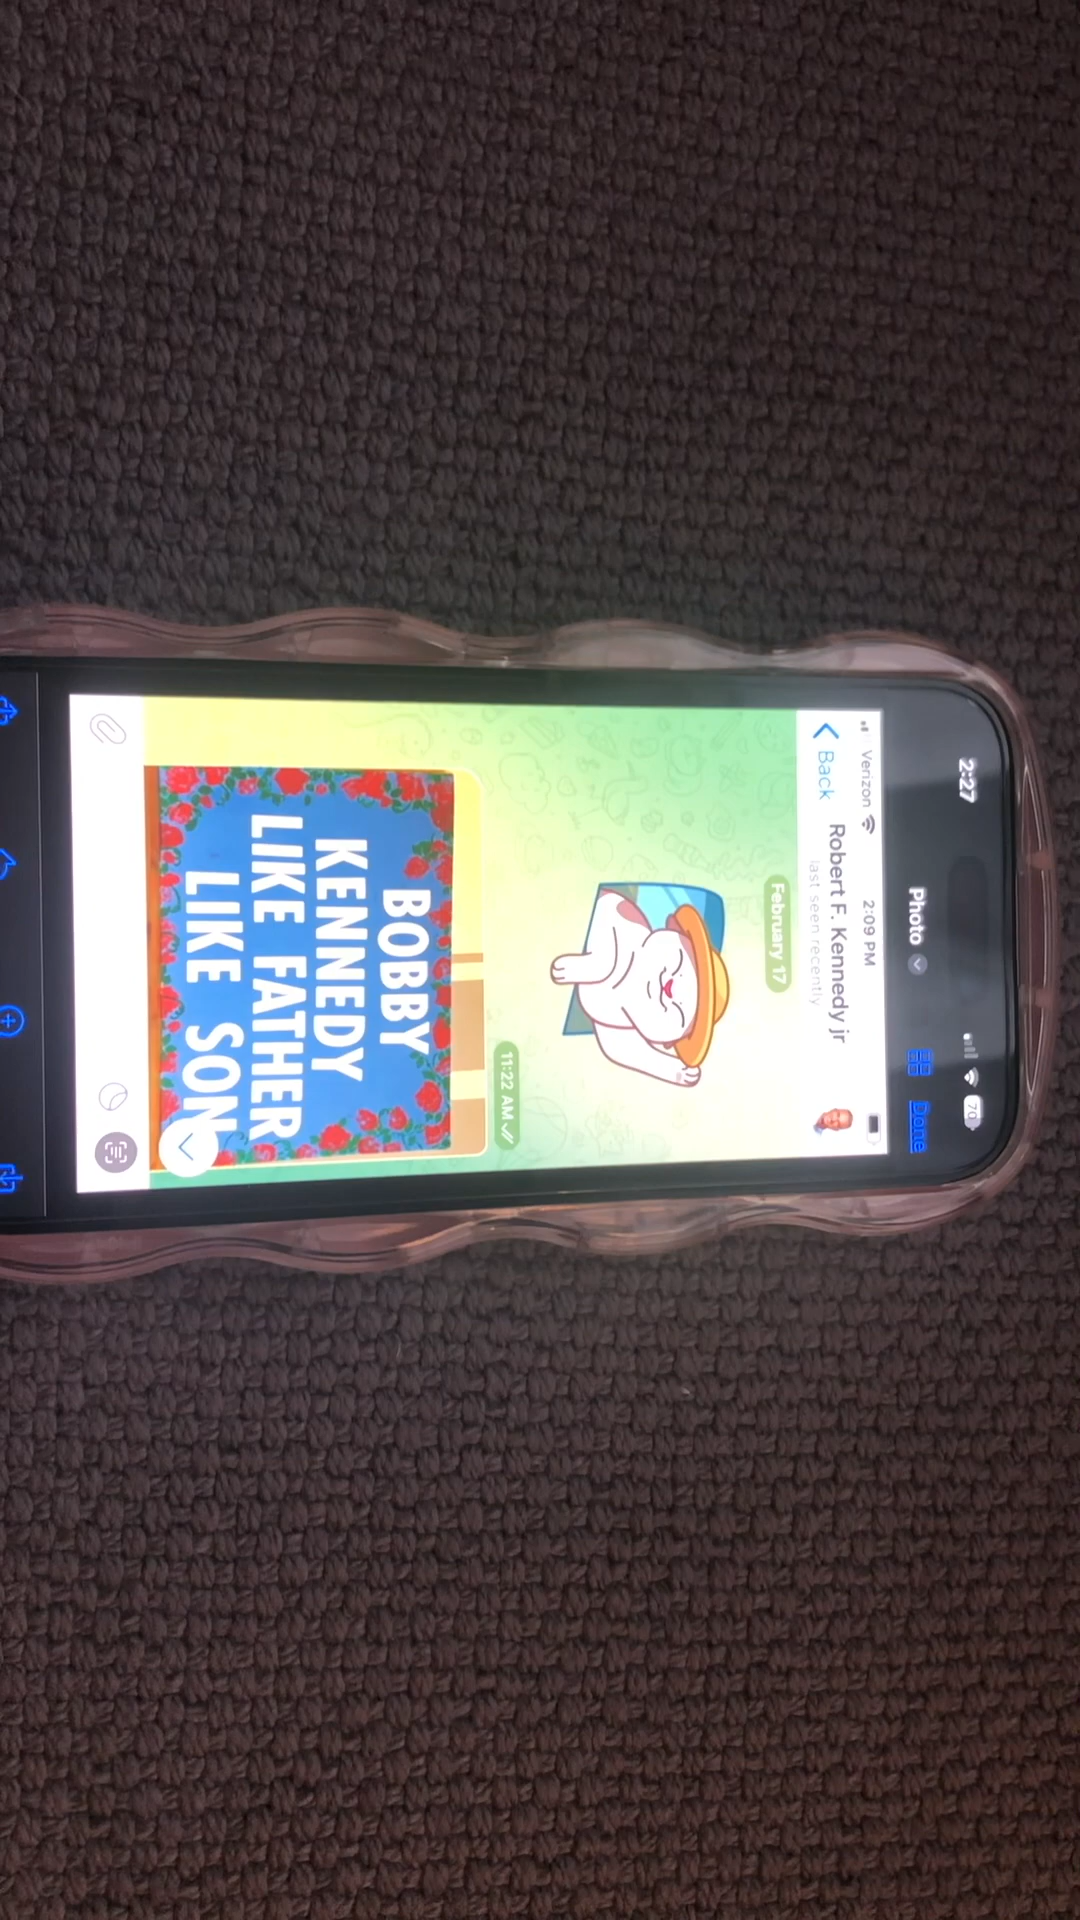 2:27
70
Photo
Done
Verizon
2:09 PM
Back
Robert F. Kennedy jr
last seen recently
February 17
11:22 AM
BOBBY
KENNEDY
LIKE FATHER
LIKE SON